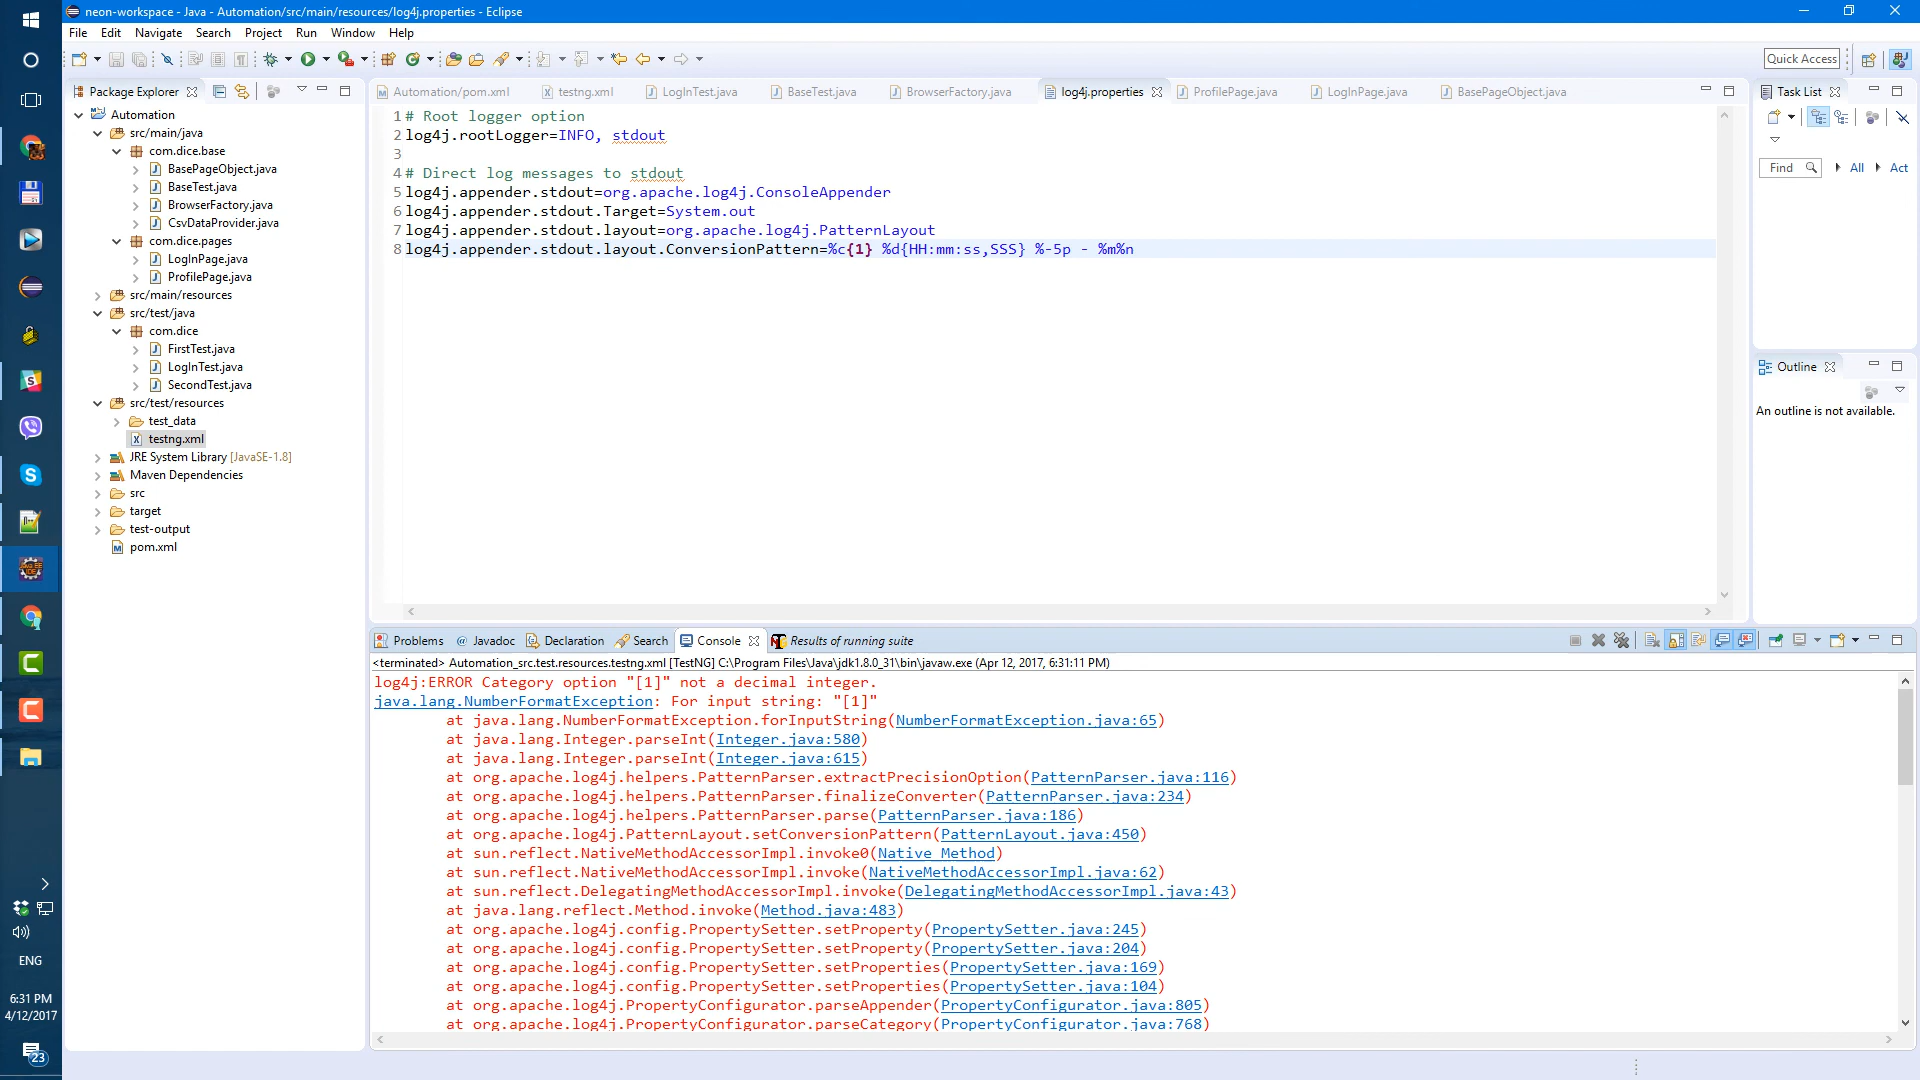 neon-workspace - Java - Automation/src/main/resources/log4j.properties - Eclipse
File Edit Navigate Search Project Run Window Help
Quick Access
Package Explorer
Automation
src/main/java
com.dice.base
BasePageObject.java
BaseTest.java
BrowserFactory.java
CsvDataProvider.java
com.dice.pages
LogInPage.java
ProfilePage.java
src/main/resources
src/test/java
com.dice
FirstTest.java
LogInTest.java
SecondTest.java
src/test/resources
test_data
testng.xml
JRE System Library [JavaSE-1.8]
Maven Dependencies
src
target
test-output
pom.xml
Automation/pom.xml testng.xml LogInTest.java BaseTest.java BrowserFactory.java log4j.properties ProfilePage.java LogInPage.java BasePageObject.java
1 # Root logger option
2 log4j.rootLogger=INFO, stdout
3
4 # Direct log messages to stdout
5 log4j.appender.stdout=org.apache.log4j.ConsoleAppender
6 log4j.appender.stdout.Target=System.out
7 log4j.appender.stdout.layout=org.apache.log4j.PatternLayout
8 log4j.appender.stdout.layout.ConversionPattern=%c{1} %d{HH:mm:ss,SSS} %-5p - %m%n
Task List
Find All Act
Outline
An outline is not available.
Problems @ Javadoc Declaration Search Console Results of running suite
<terminated> Automation_src.test.resources.testng.xml [TestNG] C:\Program Files\Java\jdk1.8.0_31\bin\javaw.exe (Apr 12, 2017, 6:31:11 PM)
log4j:ERROR Category option "[1]" not a decimal integer.
java.lang.NumberFormatException: For input string: "[1]"
at java.lang.NumberFormatException.forInputString(NumberFormatException.java:65)
at java.lang.Integer.parseInt(Integer.java:580)
at java.lang.Integer.parseInt(Integer.java:615)
at org.apache.log4j.helpers.PatternParser.extractPrecisionOption(PatternParser.java:116)
at org.apache.log4j.helpers.PatternParser.finalizeConverter(PatternParser.java:234)
at org.apache.log4j.helpers.PatternParser.parse(PatternParser.java:186)
at org.apache.log4j.PatternLayout.setConversionPattern(PatternLayout.java:450)
at sun.reflect.NativeMethodAccessorImpl.invoke0(Native Method)
at sun.reflect.NativeMethodAccessorImpl.invoke(NativeMethodAccessorImpl.java:62)
at sun.reflect.DelegatingMethodAccessorImpl.invoke(DelegatingMethodAccessorImpl.java:43)
at java.lang.reflect.Method.invoke(Method.java:483)
at org.apache.log4j.config.PropertySetter.setProperty(PropertySetter.java:245)
at org.apache.log4j.config.PropertySetter.setProperty(PropertySetter.java:204)
at org.apache.log4j.config.PropertySetter.setProperties(PropertySetter.java:169)
at org.apache.log4j.config.PropertySetter.setProperties(PropertySetter.java:104)
at org.apache.log4j.PropertyConfigurator.parseAppender(PropertyConfigurator.java:805)
at org.apache.log4j.PropertyConfigurator.parseCategory(PropertyConfigurator.java:768)
ENG
6:31 PM
4/12/2017
23